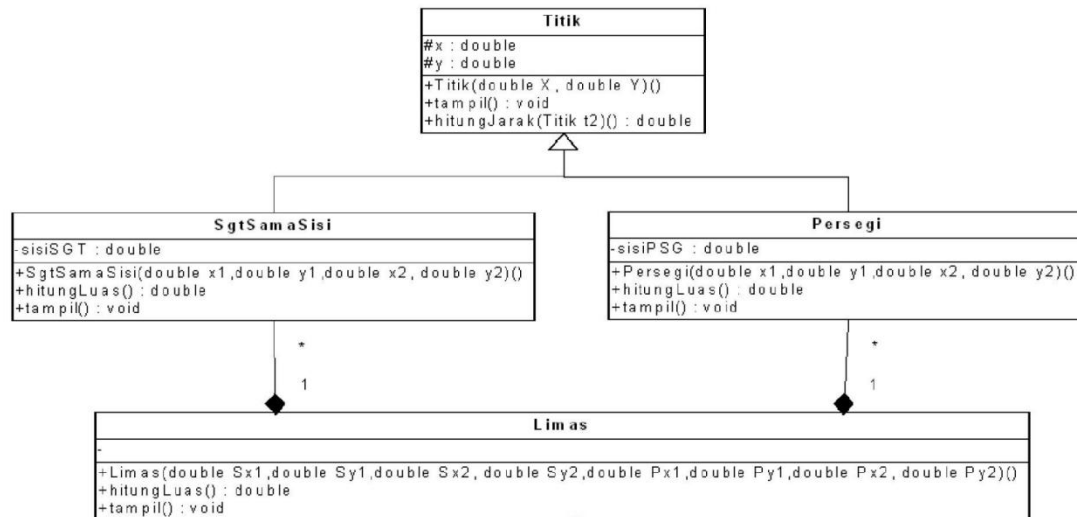 Titik
#x : double
#y : double
+Titik(double X , double Y)()
+tampil() : void
+hitungJarak(Titik t2)() : double
SgtSamaSisi
-sisiSGT : double
+SgtSamaSisi(double x1,double y1,double x2, double y2)()
+hitungLuas() : double
+tampil() : void
Persegi
-sisiPSG : double
+Persegi(double x1,double y1,double x2, double y2)()
+hitungLuas() : double
+tampil() : void
*
1
*
1
Limas
-
+Limas(double Sx1,double Sy1,double Sx2, double Sy2,double Px1,double Py1,double Px2, double Py2)()
+hitungLuas() : double
+tampil() : void